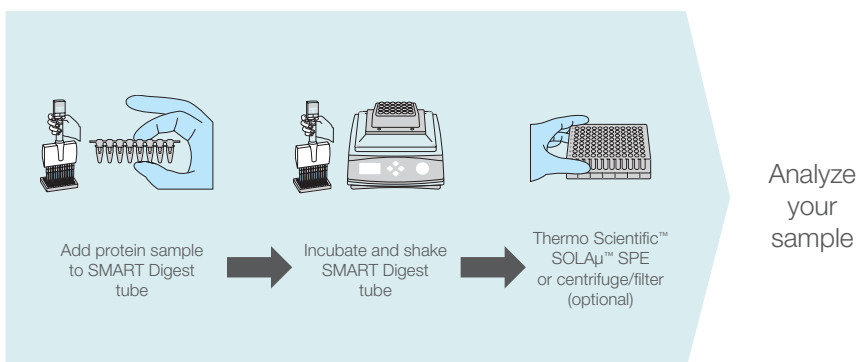 Add protein sample
to SMART Digest
tube
Incubate and shake
SMART Digest
tube
Thermo Scientific™
SOLAµ™ SPE
or centrifuge/filter
(optional)
Analyze
your
sample